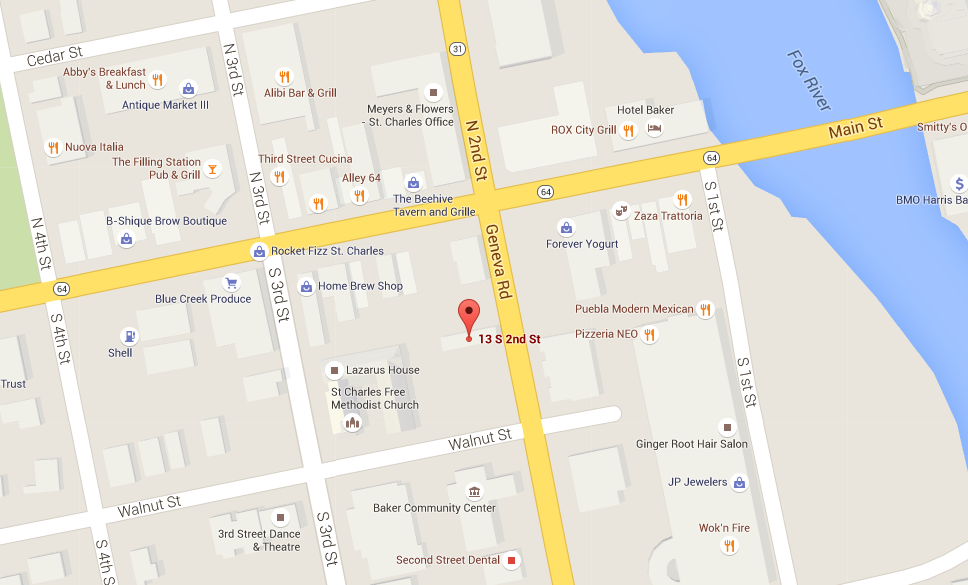 Cedar St
31
N 3rd St
Abby's Breakfast
& Lunch
Antique Market III
Alibi Bar & Grill
Meyers & Flowers
- St. Charles Office
Fox River
Hotel Baker
ROX City Grill
Main St
Smitty's O
N 2nd St
Nuova Italia
The Filling Station
Pub & Grill
Third Street Cucina
Alley 64
64
64
N 3rd St
The Beehive
Tavern and Grille
S 1st St
BMO Harris Ba
N 4th St
B-Shique Brow Boutique
Zaza Trattoria
Forever Yogurt
Rocket Fizz St. Charles
Geneva Rd
64
Blue Creek Produce
S 3rd St
Home Brew Shop
Puebla Modern Mexican
Pizzeria NEO
S 4th St
Shell
13 S 2nd St
Trust
Lazarus House
S 1st St
St Charles Free
Methodist Church
Walnut St
Ginger Root Hair Salon
JP Jewelers
Walnut St
Baker Community Center
3rd Street Dance
& Theatre
S 3rd St
Wok'n Fire
S 4th St
Second Street Dental